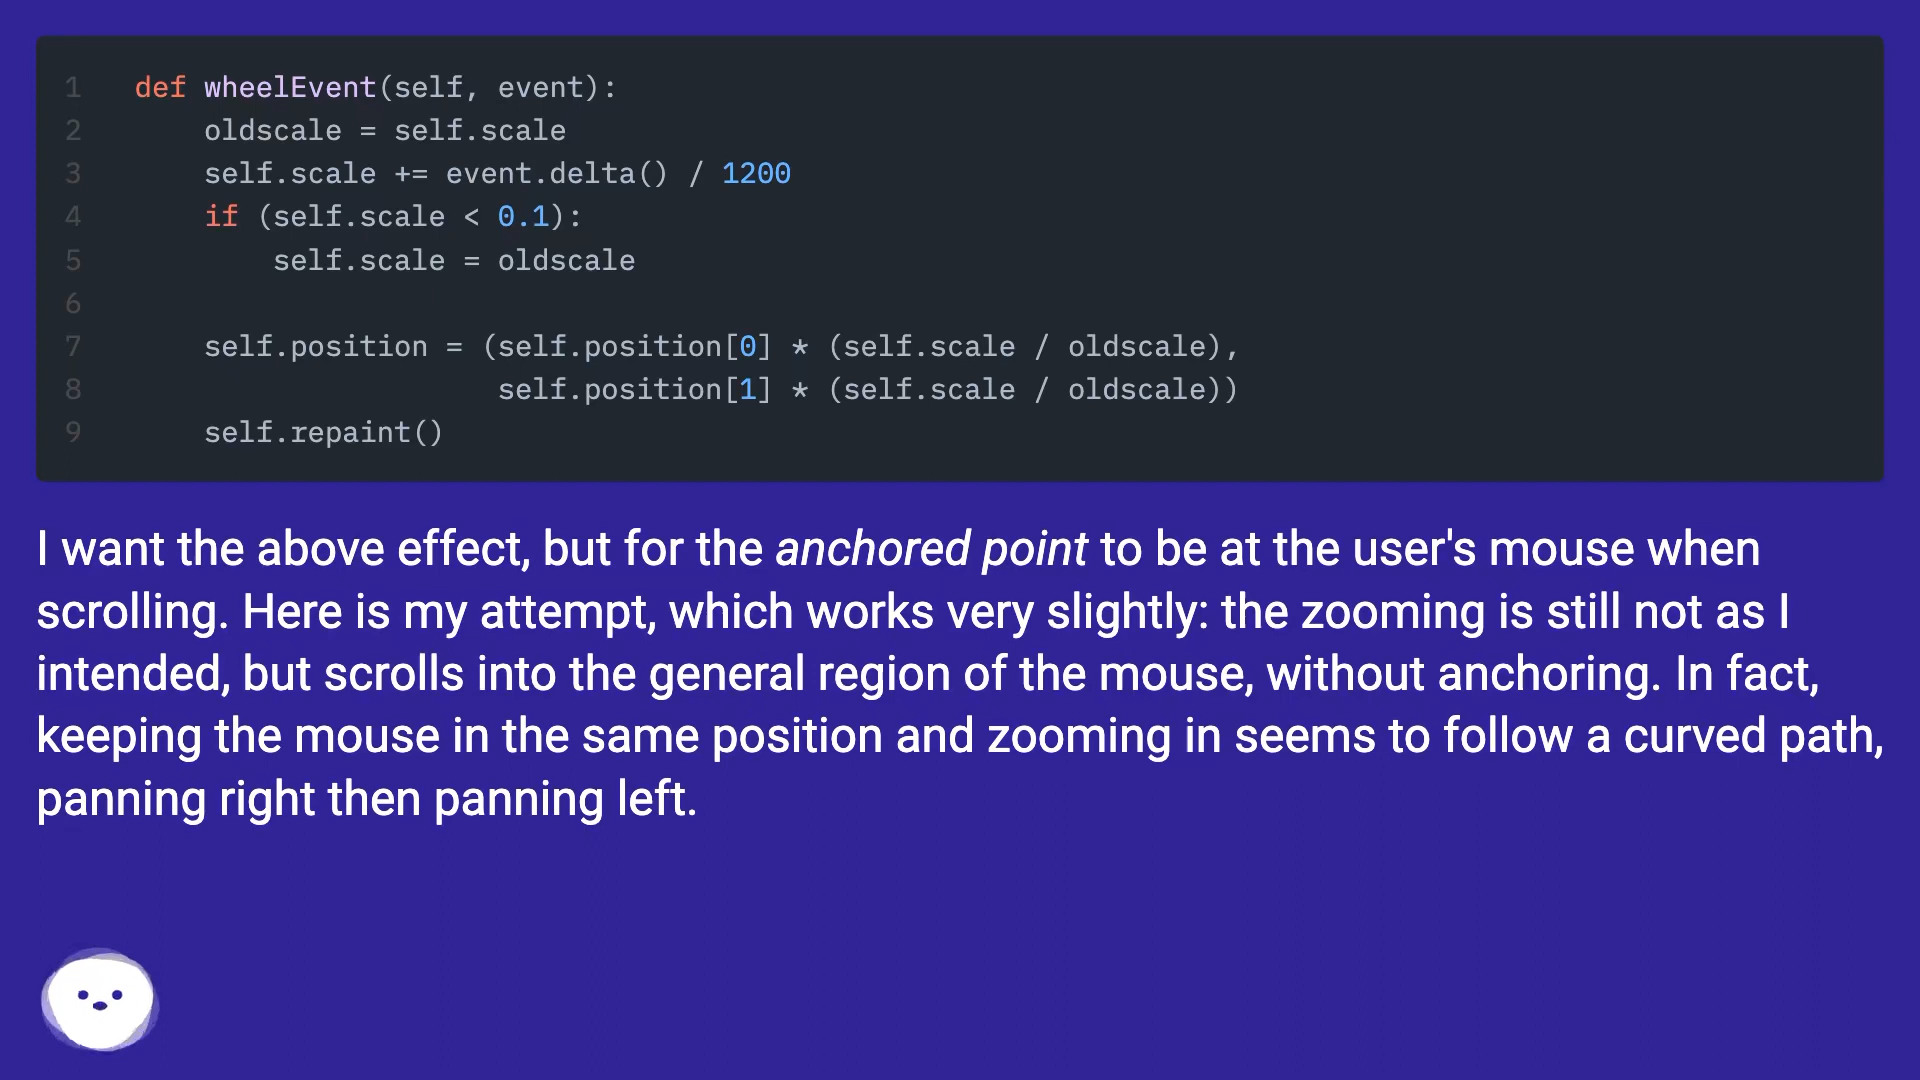 1 def wheelEvent(self, event):
2 oldscale = self.scale
3 self.scale += event.delta() / 1200
4 if (self.scale < 0.1):
5 self.scale = oldscale
6
7 self.position = (self.position[0] * (self.scale / oldscale),
8 self.position[1] * (self.scale / oldscale))
9 self.repaint()
I want the above effect, but for the anchored point to be at the user's mouse when
scrolling. Here is my attempt, which works very slightly: the zooming is still not as I
intended, but scrolls into the general region of the mouse, without anchoring. In fact,
keeping the mouse in the same position and zooming in seems to follow a curved path,
panning right then panning left.